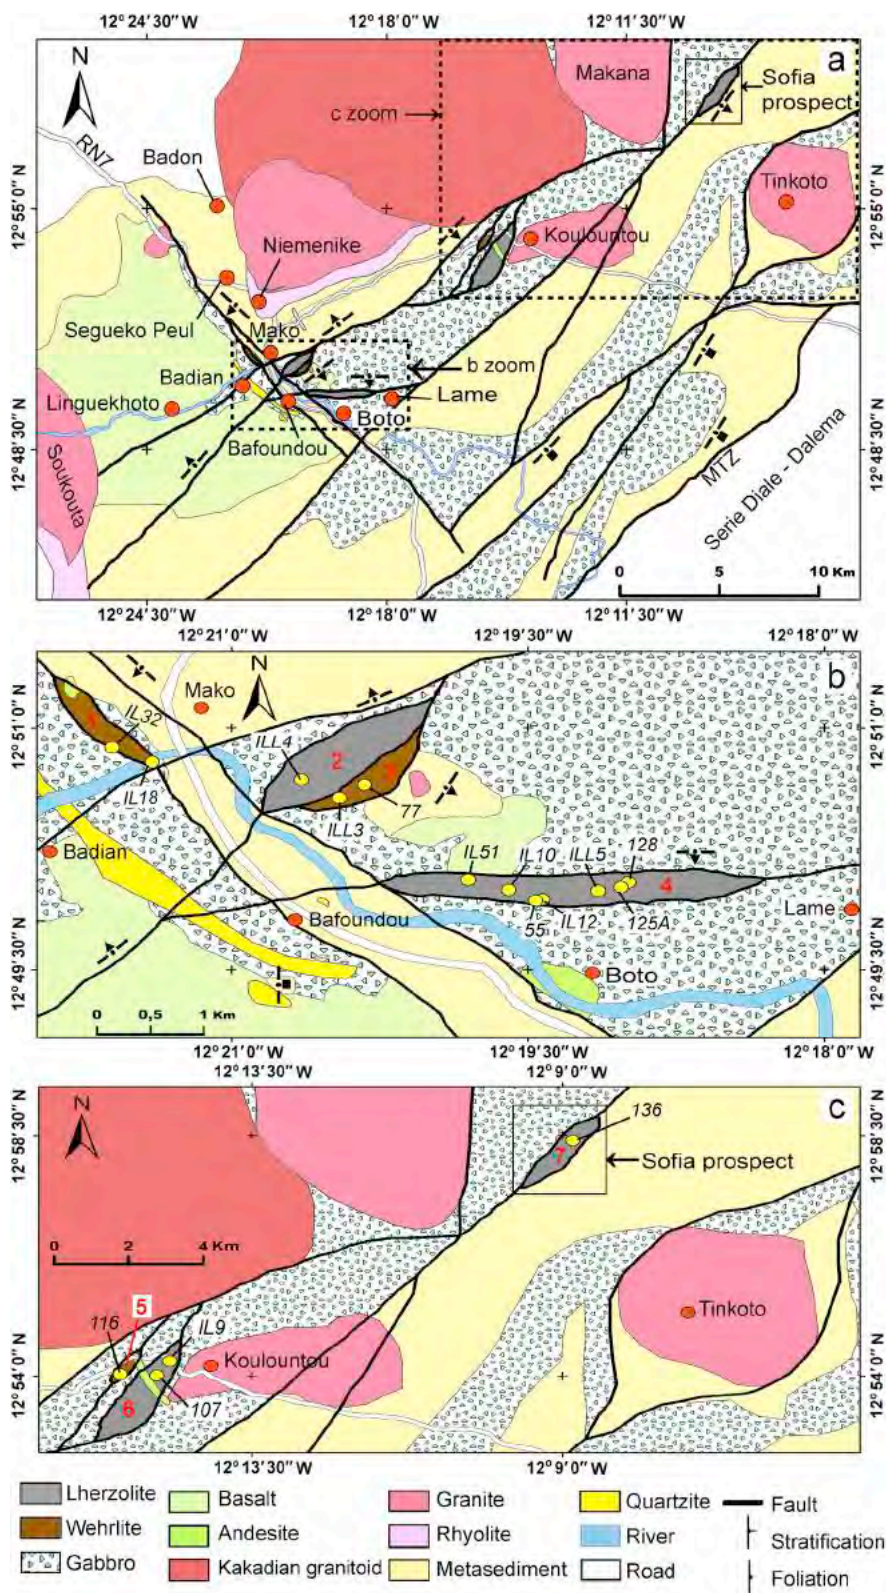 12°24'30"W 12°18'0"W 12°11'30"W
N
a
Makana
Sofia
prospect
c zoom
RN7
Badon
Tinkoto
12°55'0"N
12°55'0"N
Niemenike
Koulountou
Segueko Peul
Mako
b zoom
Badian
Lame
Linguekhoto
Boto
Bafoundou
12°48'30"N
12°48'30"N
Soukouta
MTZ
Serie Diale - Dalema
0 5 10 Km
12°24'30"W 12°18'0"W 12°11'30"W
12°21'0"W 12°19'30"W 12°18'0"W
N
b
Mako
12°51'0"N
12°51'0"N
1
IL32
ILL4
2
3
IL18
77
ILL3
IL51
IL10
ILL5
128
Badian
4
Lame
Bafoundou
55
IL12
125A
Boto
12°49'30"N
12°49'30"N
0 0,5 1 Km
12°21'0"W 12°19'30"W 12°18'0"W
12°13'30"W 12°9'0"W
N
c
136
12°58'30"N
12°58'30"N
7
Sofia prospect
0 2 4 Km
5
116
IL9
Tinkoto
Koulountou
12°54'0"N
12°54'0"N
6
107
12°13'30"W 12°9'0"W
Lherzolite Basalt Granite Quartzite Fault
Wehrlite Andesite Rhyolite River Stratification
Gabbro Kakadian granitoid Metasediment Road Foliation